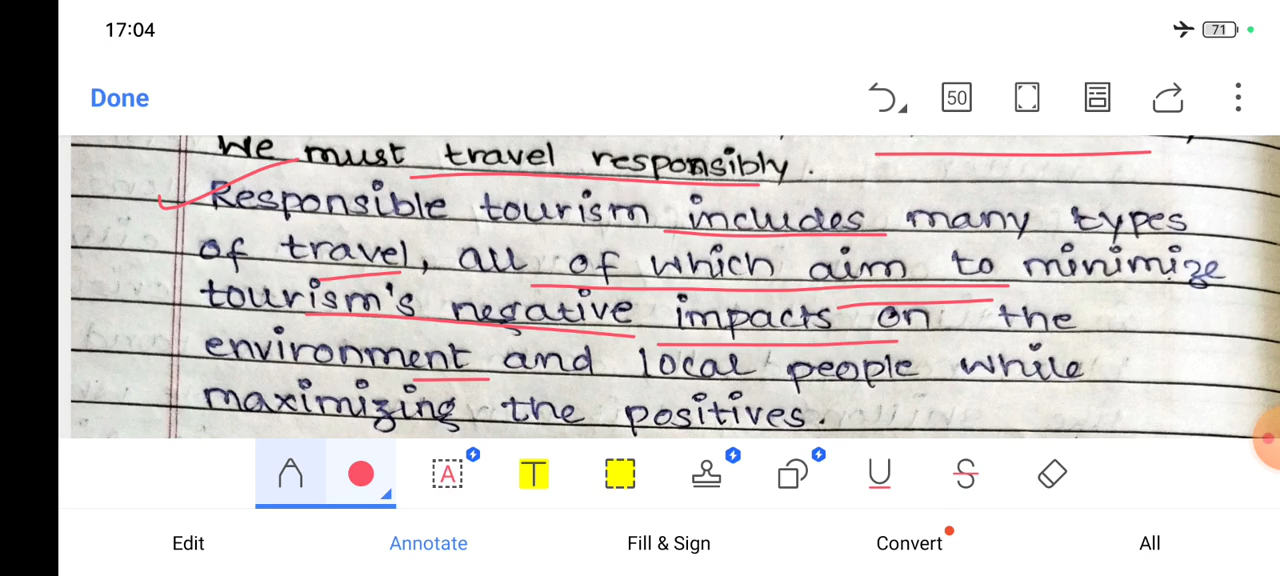 17:04
71
Done
50
We must travel responsibly.
Responsible tourism includes many types
of travel, all of which aim to minimize
tourism's negative impacts on the
environment and local people while
maximizing the positives.
A
T
U
S
Edit
Annotate
Fill & Sign
Convert
All